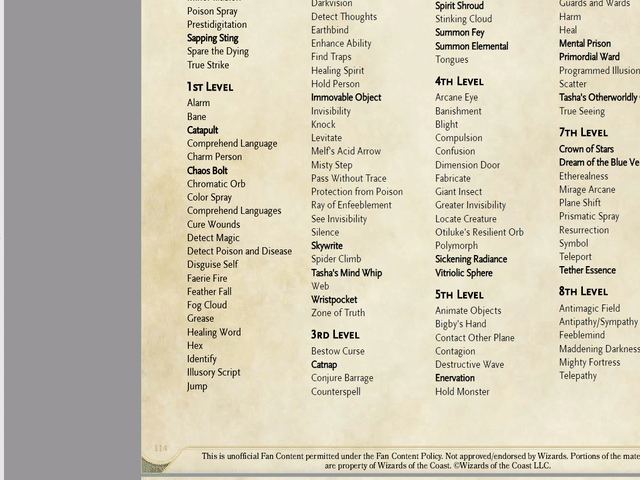 Poison Spray
Prestidigitation
Sapping Sting
Spare the Dying
True Strike
1st Level
Alarm
Bane
Catapult
Comprehend Language
Charm Person
Chaos Bolt
Chromatic Orb
Color Spray
Comprehend Languages
Cure Wounds
Detect Magic
Detect Poison and Disease
Disguise Self
Faerie Fire
Feather Fall
Fog Cloud
Grease
Healing Word
Hex
Identify
Illusory Script
Jump
Darkvision
Detect Thoughts
Earthbind
Enhance Ability
Find Traps
Healing Spirit
Hold Person
Immovable Object
Invisibility
Knock
Levitate
Melf's Acid Arrow
Misty Step
Pass Without Trace
Protection from Poison
Ray of Enfeeblement
See Invisibility
Silence
Skywrite
Spider Climb
Tasha's Mind Whip
Web
Wristpocket
Zone of Truth
3rd Level
Bestow Curse
Catnap
Conjure Barrage
Counterspell
Spirit Shroud
Stinking Cloud
Summon Fey
Summon Elemental
Tongues
4th Level
Arcane Eye
Banishment
Blight
Compulsion
Confusion
Dimension Door
Fabricate
Giant Insect
Greater Invisibility
Locate Creature
Otiluke's Resilient Orb
Polymorph
Sickening Radiance
Vitriolic Sphere
5th Level
Animate Objects
Bigby's Hand
Contact Other Plane
Contagion
Destructive Wave
Enervation
Hold Monster
Guards and Wards
Harm
Heal
Mental Prison
Primordial Ward
Programmed Illusion
Scatter
Tasha's Otherworldly
True Seeing
7th Level
Crown of Stars
Dream of the Blue Ve
Etherealness
Mirage Arcane
Plane Shift
Prismatic Spray
Resurrection
Symbol
Teleport
Tether Essence
8th Level
Antimagic Field
Antipathy/Sympathy
Feeblemind
Maddening Darkness
Mighty Fortress
Telepathy
114
This is unofficial Fan Content permitted under the Fan Content Policy. Not approved/endorsed by Wizards. Portions of the mate
are property of Wizards of the Coast. ©Wizards of the Coast LLC.